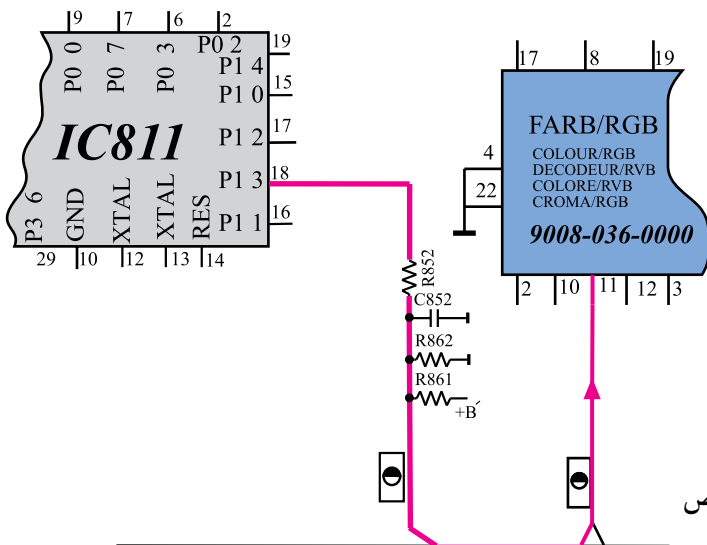 9 7 6 2
P0 0 P0 7 P0 3 P0 2
19
P1 4
15
P1 0
17
P1 2
IC811
18
P1 3
16
P1 1
P3 6 GND XTAL XTAL RES
29 10 12 13 14
R852
C852
R862
R861
+B´
17 8 19
FARB/RGB
4
COLOUR/RGB
DECODEUR/RVB
COLORE/RVB
CROMA/RGB
22
9008-036-0000
2 10 11 12 3